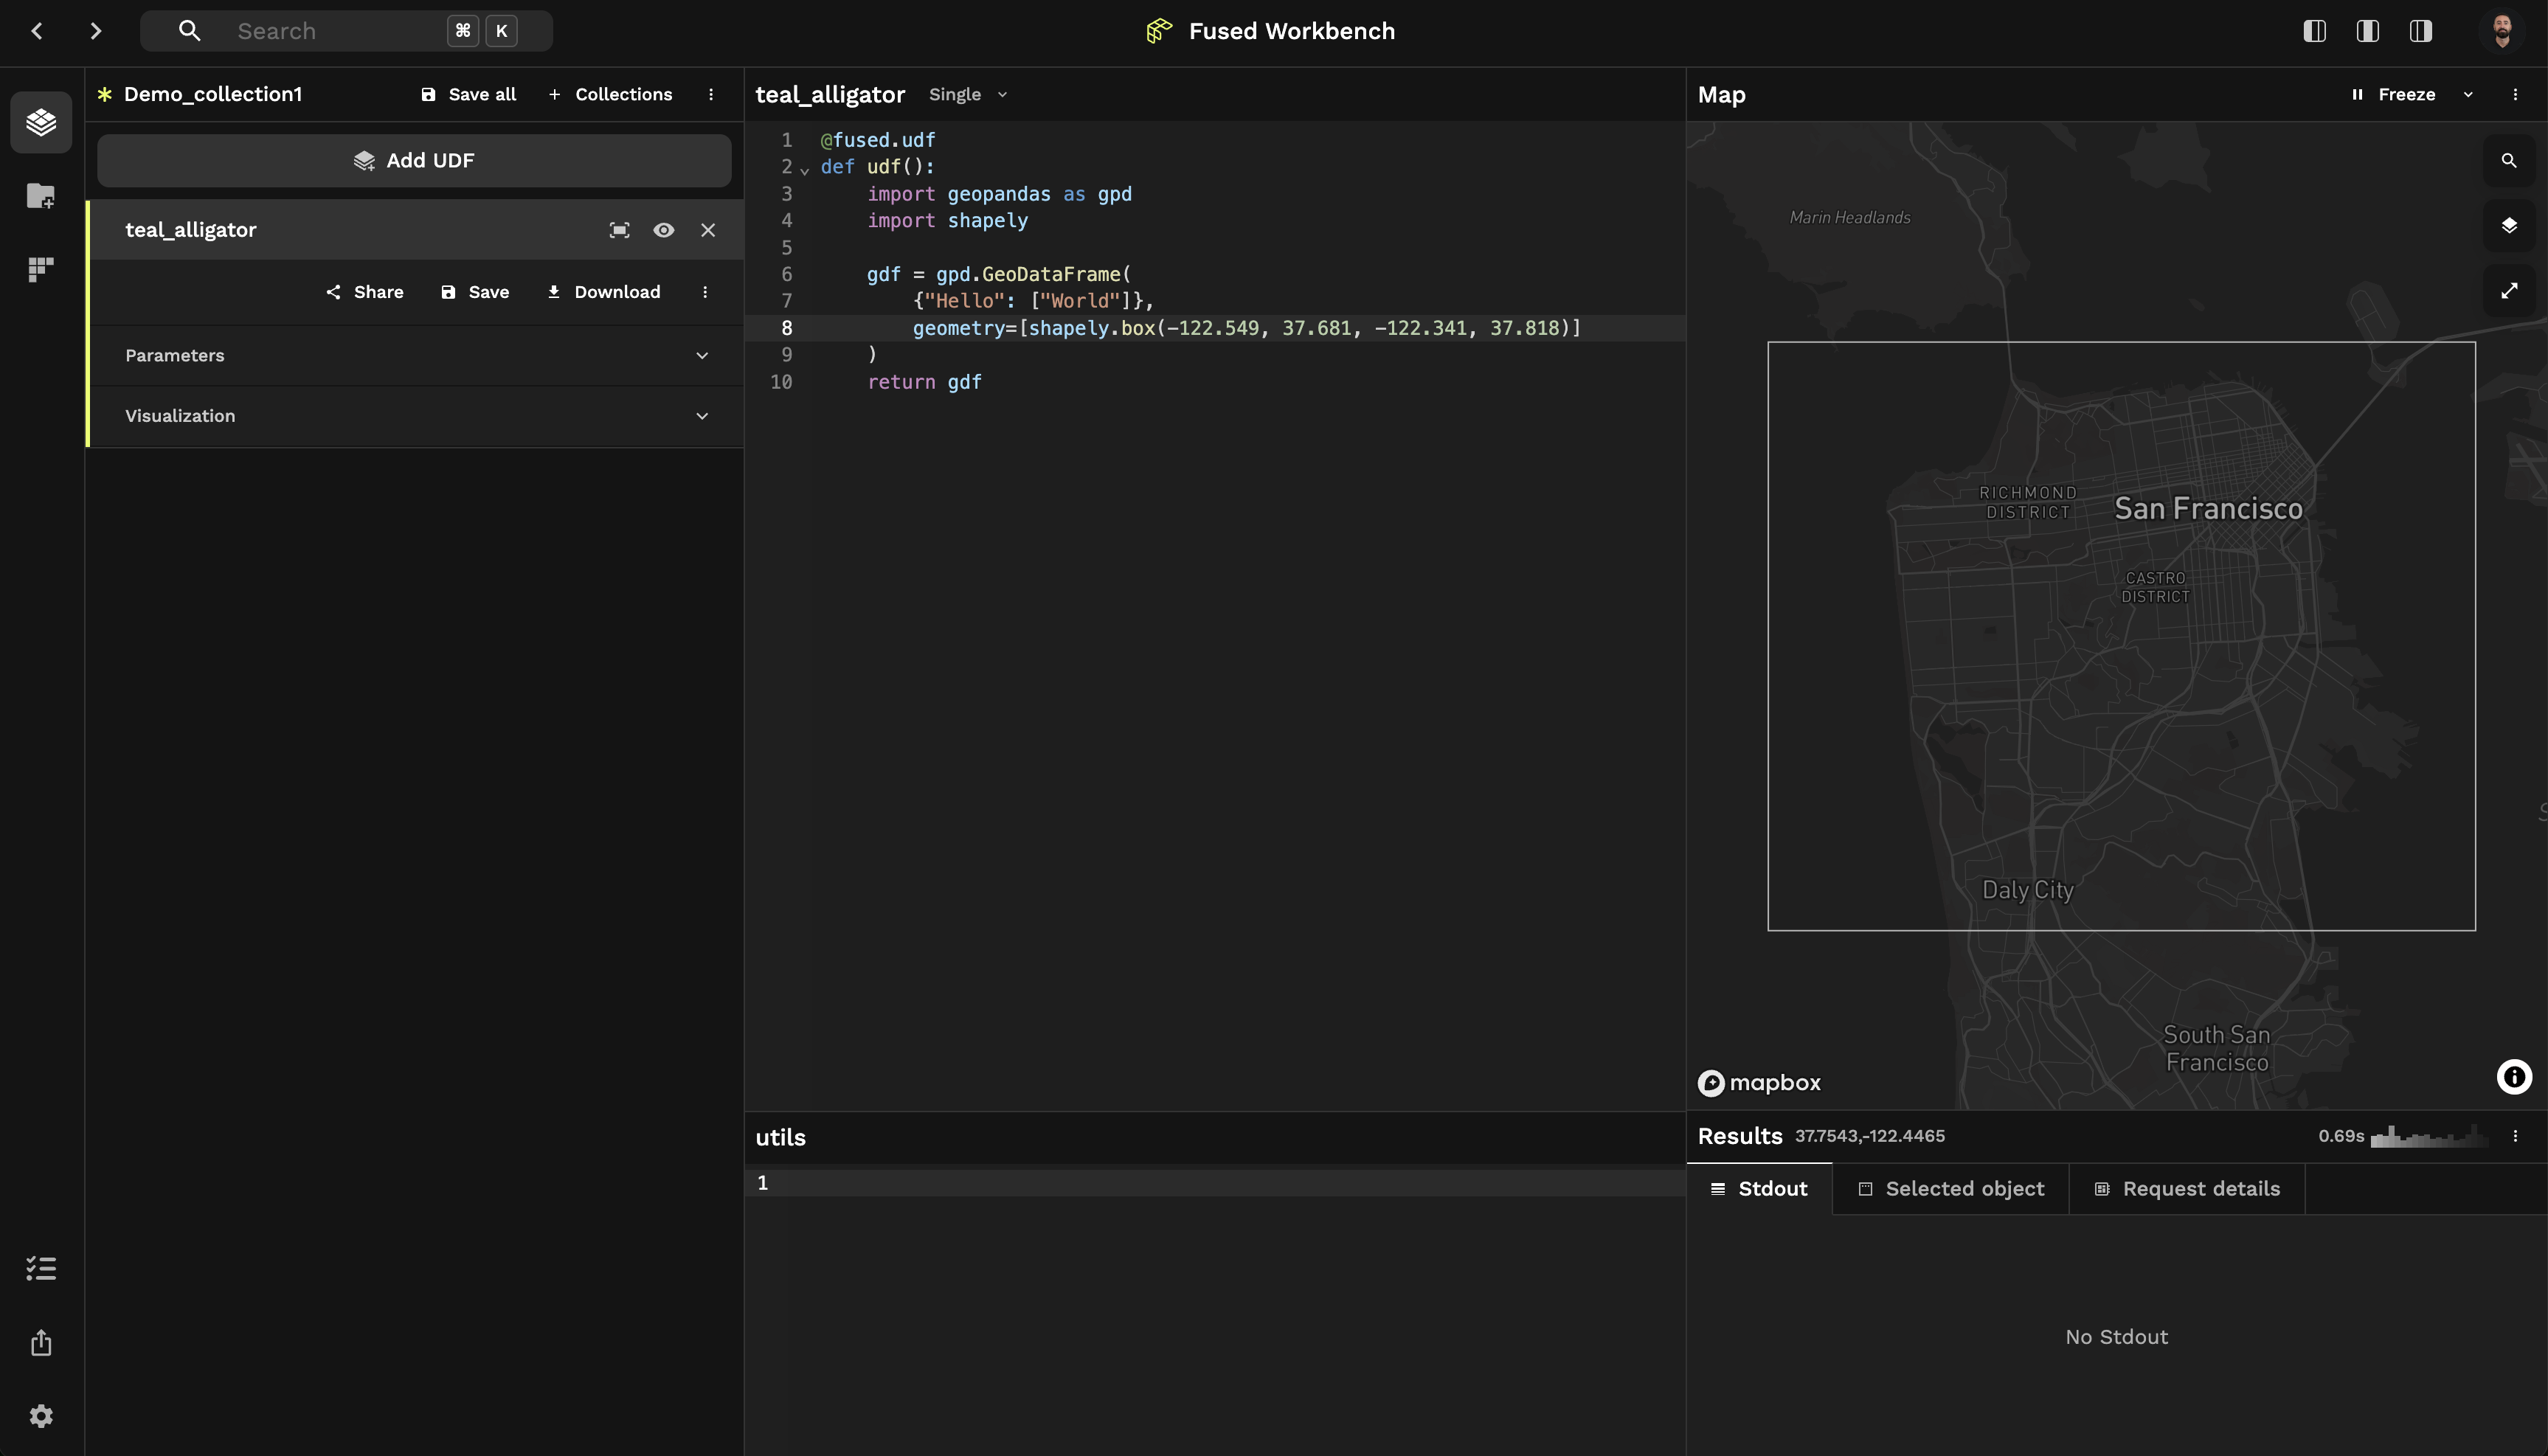 Search ⌘ K
Fused Workbench
Demo_collection1
Save all
+ Collections
Add UDF
teal_alligator
Share
Save
Download
Parameters
Visualization
teal_alligator
Single
1 @fused.udf
2 def udf():
3     import geopandas as gpd
4     import shapely
5
6     gdf = gpd.GeoDataFrame(
7         {"Hello": ["World"]},
8         geometry=[shapely.box(-122.549, 37.681, -122.341, 37.818)]
9     )
10     return gdf
utils
1
Map
Freeze
Marin Headlands
RICHMOND
DISTRICT
San Francisco
CASTRO
DISTRICT
Daly City
South San
Francisco
mapbox
Results 37.7543,-122.4465
0.69s
Stdout
Selected object
Request details
No Stdout